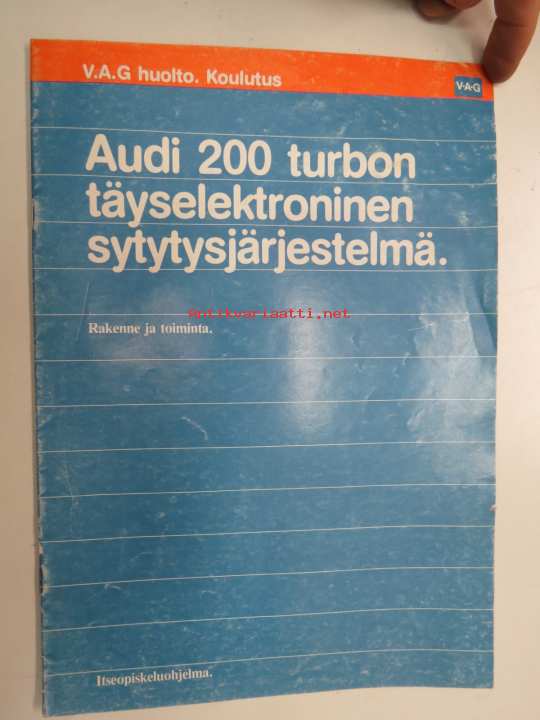 V.A.G huolto. Koulutus
V·A·G
Audi 200 turbon
täyselektroninen
sytytysjärjestelmä.
Antikvariaatti.net
Rakenne ja toiminta.
Itseopiskeluohjelma.